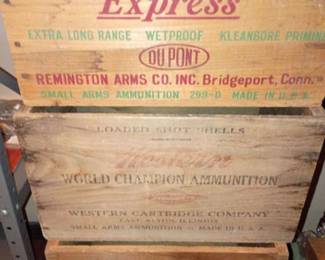 Express
EXTRA LONG RANGE WETPROOF KLEANBORE PRIMING
DU PONT
REMINGTON ARMS CO. INC. Bridgeport, Conn.
SMALL ARMS AMMUNITION MADE IN U.S.A.
LOADED SHOT SHELLS
Western
WORLD CHAMPION AMMUNITION
WESTERN CARTRIDGE COMPANY
EAST ALTON, ILLINOIS
SMALL ARMS AMMUNITION MADE IN U.S.A.